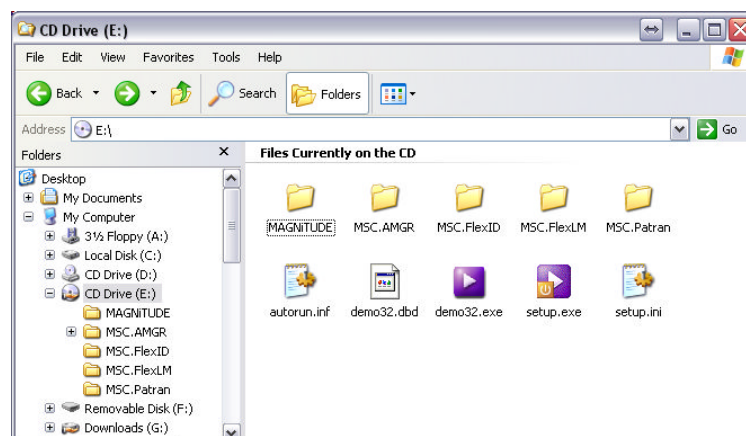 CD Drive (E:)
File Edit View Favorites Tools Help
Back Search Folders
Address E:\ Go
Folders X
Desktop
My Documents
My Computer
3½ Floppy (A:)
Local Disk (C:)
CD Drive (D:)
CD Drive (E:)
MAGNiTUDE
MSC.AMGR
MSC.FlexID
MSC.FlexLM
MSC.Patran
Removable Disk (F:)
Downloads (G:)
Files Currently on the CD
MAGNiTUDE MSC.AMGR MSC.FlexID MSC.FlexLM MSC.Patran
autorun.inf demo32.dbd demo32.exe setup.exe setup.ini